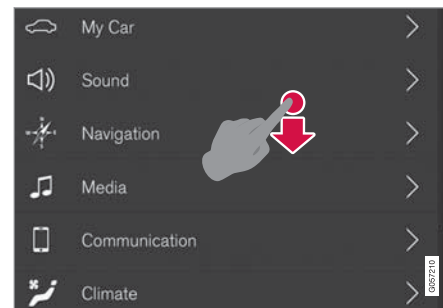 My Car
Sound
Navigation
Media
Communication
Climate
G057210